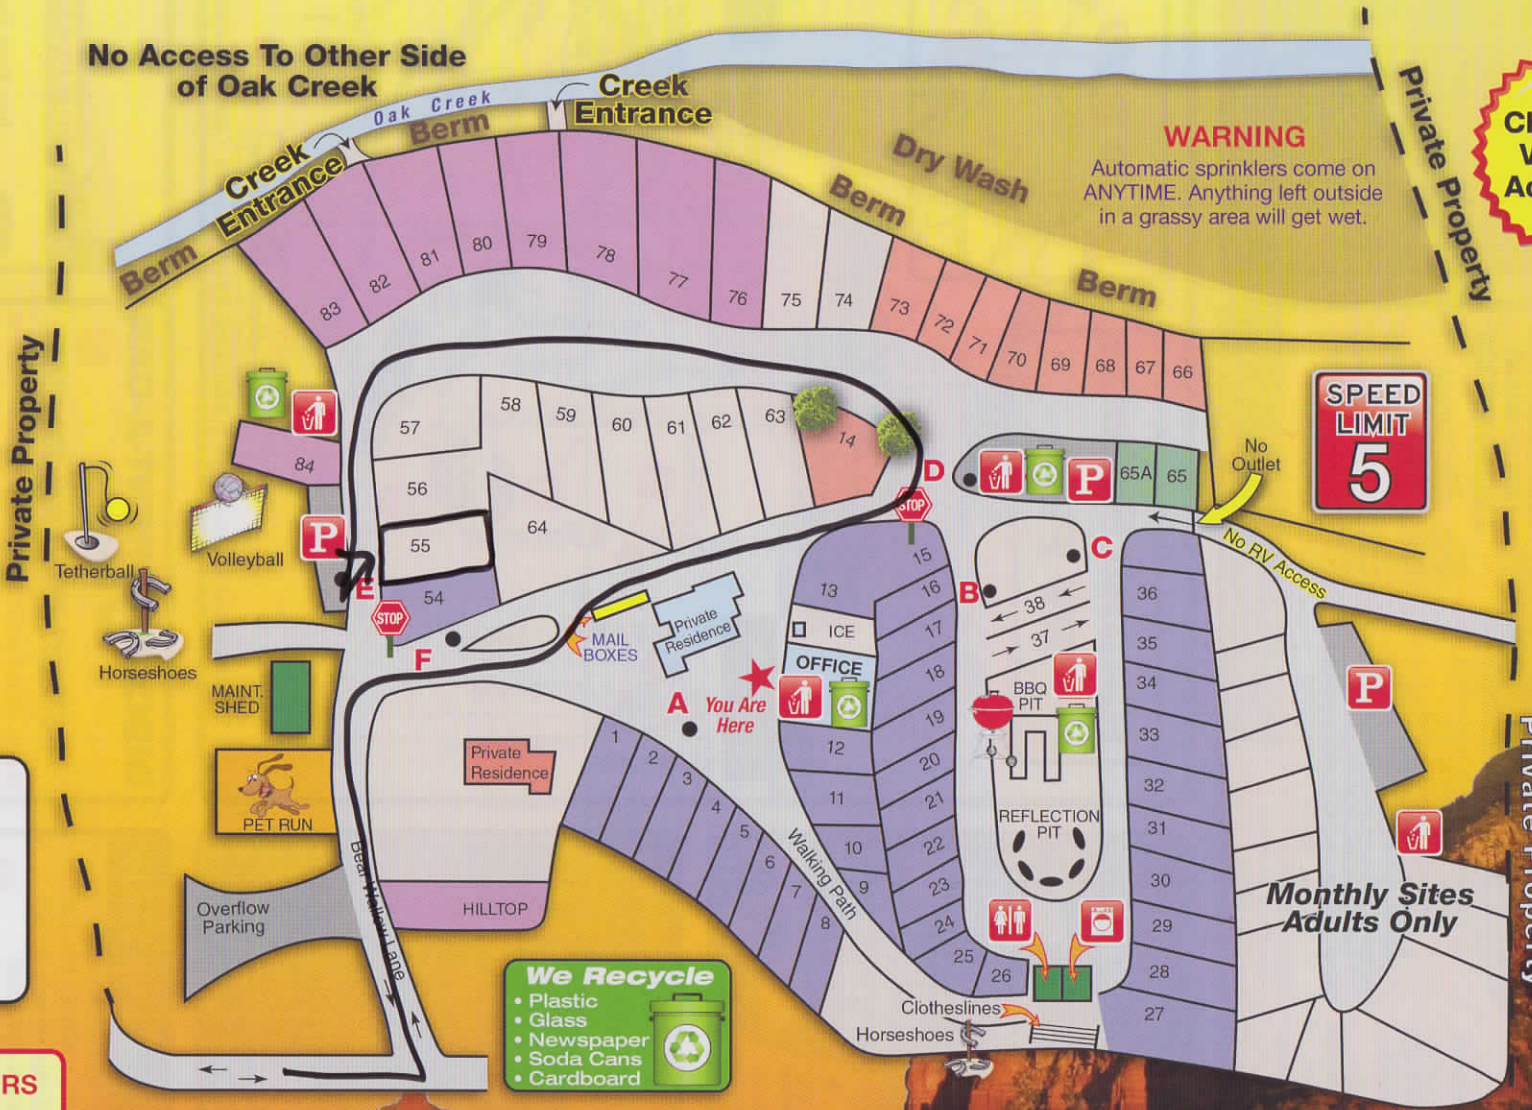 No Access To Other Side
of Oak Creek
Oak Creek
Creek
Entrance
Berm
Creek
Entrance
Berm
Dry Wash
Berm
Berm
WARNING
Automatic sprinklers come on
ANYTIME. Anything left outside
in a grassy area will get wet.
Private Property
Private Property
83
82
81
80
79
78
77
76
75
74
73
72
71
70
69
68
67
66
SPEED
LIMIT
5
No
Outlet
No RV Access
57
58
59
60
61
62
63
14
56
55
54
64
84
P
E
STOP
F
D
STOP
P
65A
65
C
B
38
37
Tetherball
Volleyball
Horseshoes
MAINT.
SHED
PET RUN
MAIL
BOXES
Private
Residence
A
You Are
Here
13
ICE
OFFICE
15
16
17
18
19
20
21
22
23
24
25
26
12
11
10
9
1
2
3
4
5
6
7
8
Walking Path
BBQ
PIT
REFLECTION
PIT
36
35
34
33
32
31
30
29
28
27
P
Monthly Sites
Adults Only
Private Property
Private
Residence
HILLTOP
Overflow
Parking
Bear Wallow Lane
We Recycle
• Plastic
• Glass
• Newspaper
• Soda Cans
• Cardboard
Clotheslines
Horseshoes
RS